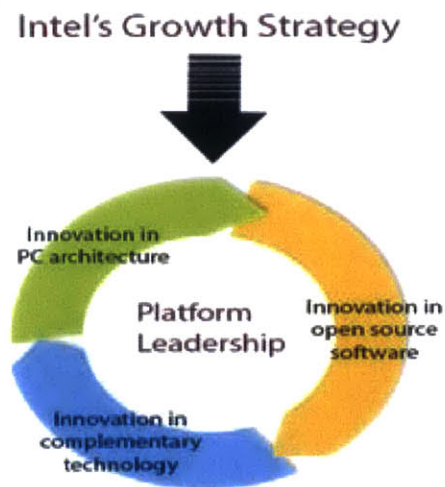 Intel's Growth Strategy
Innovation in
PC architecture
Platform
Leadership
Innovation in
open source
software
Innovation in
complementary
technology